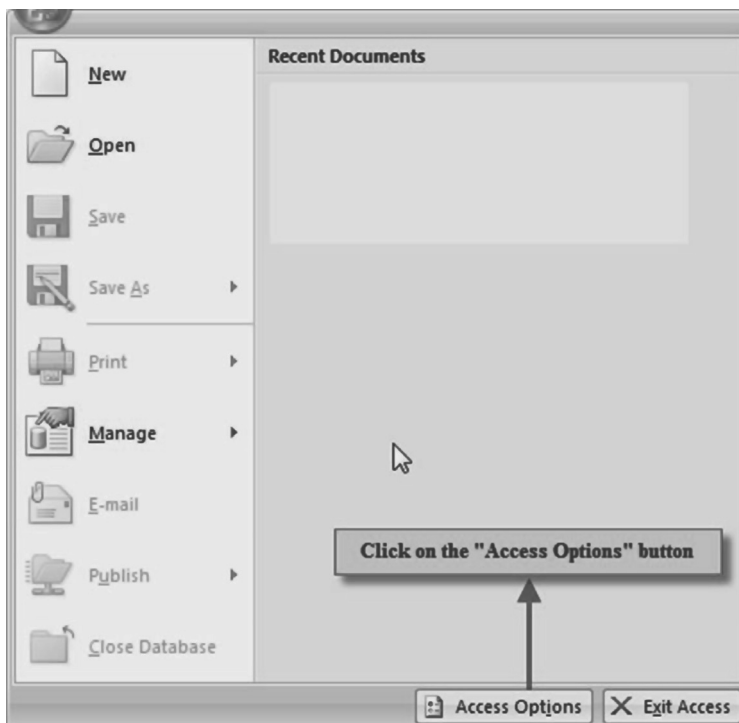 Recent Documents
New
Open
Save
Save As
Print
Manage
E-mail
Publish
Close Database
Click on the "Access Options" button
Access Options
Exit Access